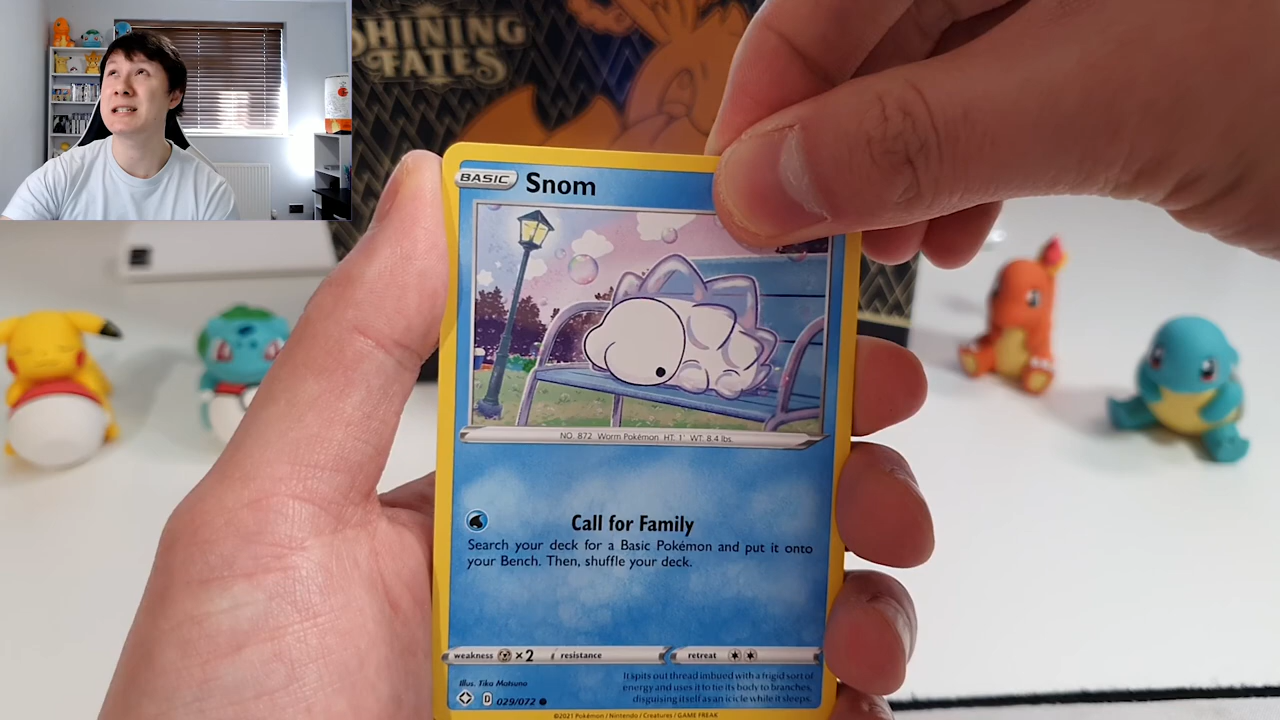 SHINING
FATES
BASIC Snom
NO. 872 Worm Pokémon HT: 1' WT: 8.4 lbs.
Call for Family
Search your deck for a Basic Pokémon and put it onto
your Bench. Then, shuffle your deck.
weakness ×2 resistance retreat
Illus. Tika Matsuno
It spits out thread imbued with a frigid sort of
energy and uses it to tie its body to branches,
disguising itself as an icicle while it sleeps.
D 029/072
©2021 Pokémon / Nintendo / Creatures / GAME FREAK